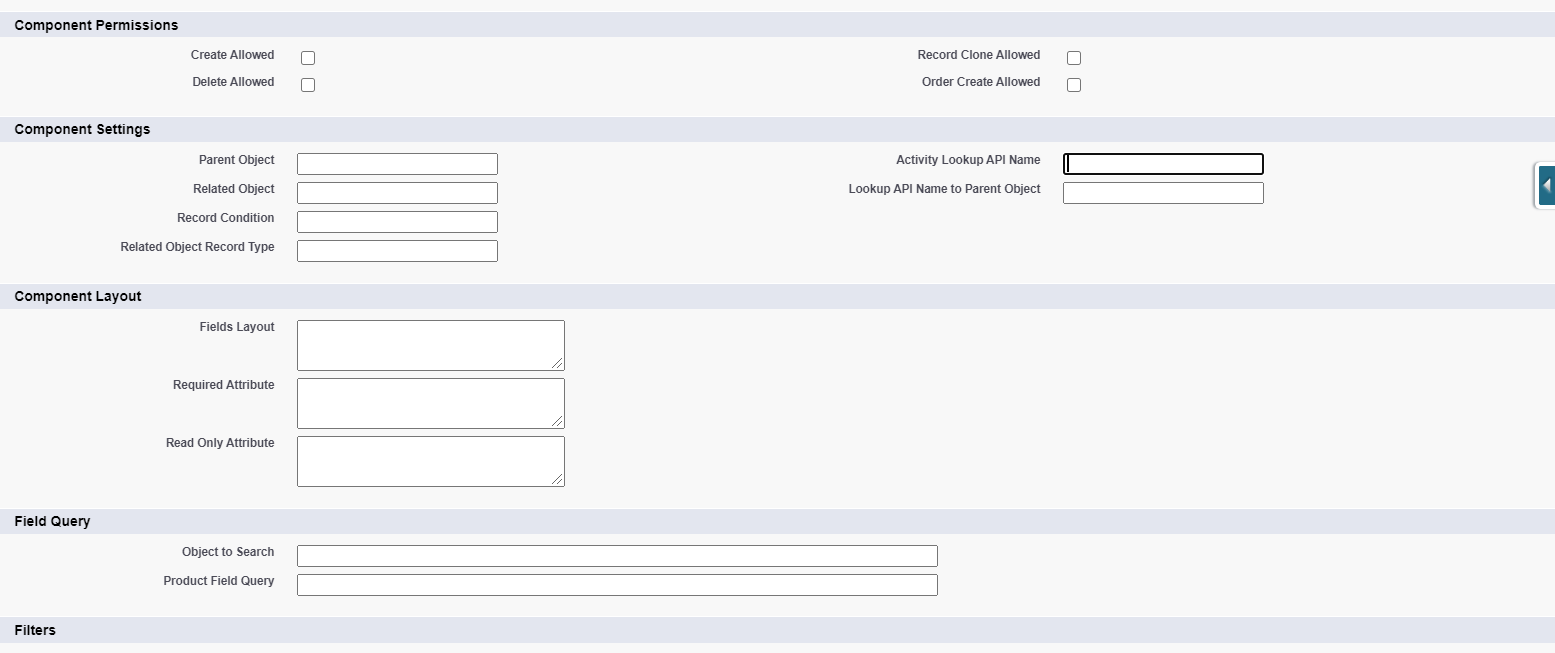 Component Permissions
Create Allowed
Record Clone Allowed
Delete Allowed
Order Create Allowed
Component Settings
Parent Object
Activity Lookup API Name
Related Object
Lookup API Name to Parent Object
Record Condition
Related Object Record Type
Component Layout
Fields Layout
Required Attribute
Read Only Attribute
Field Query
Object to Search
Product Field Query
Filters